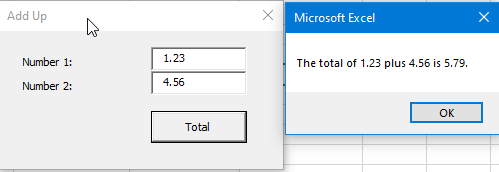 Add Up
Number 1: 1.23
Number 2: 4.56
Total
Microsoft Excel
The total of 1.23 plus 4.56 is 5.79.
OK